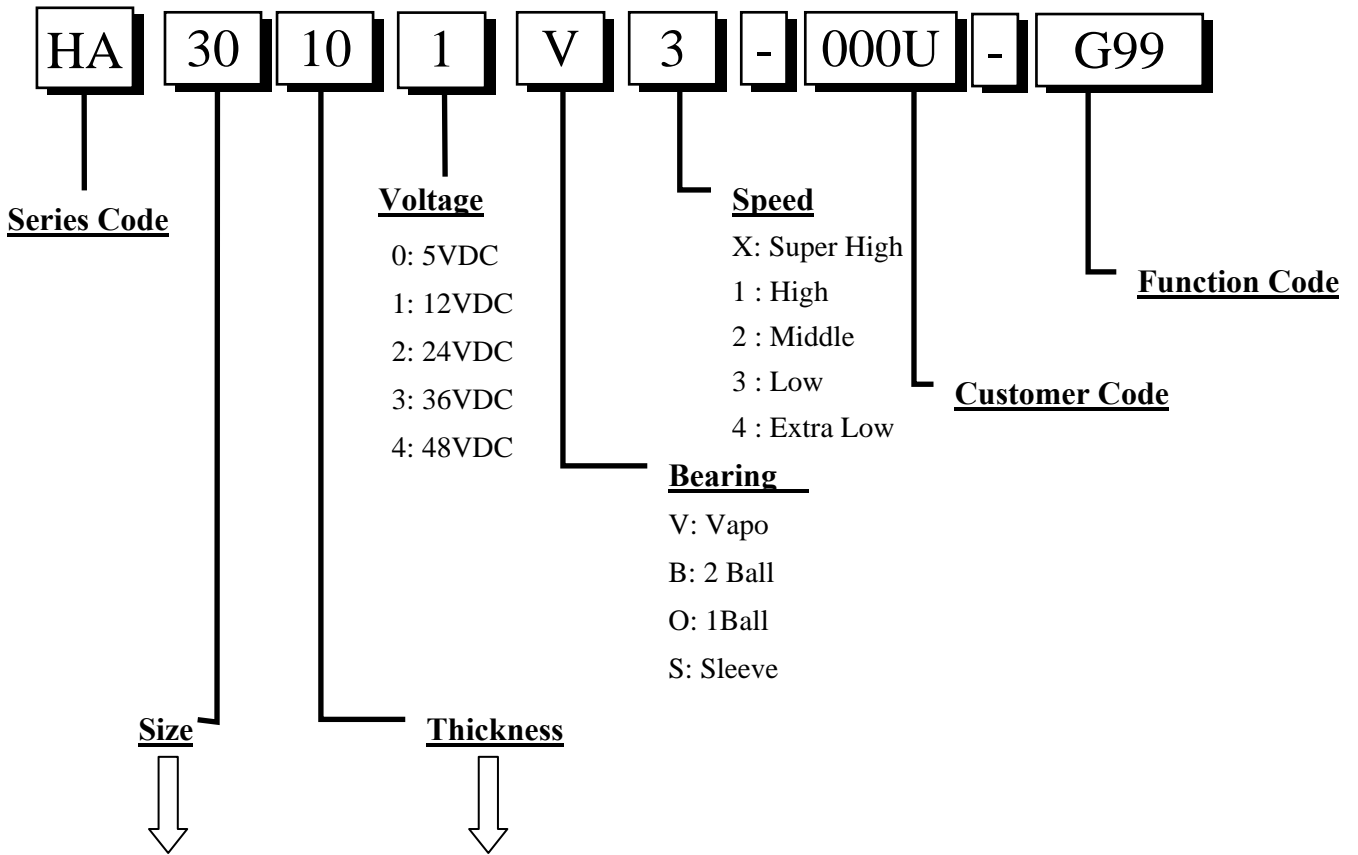 HA 30 10 1 V 3 - 000U - G99
Series Code
Voltage
0: 5VDC
1: 12VDC
2: 24VDC
3: 36VDC
4: 48VDC
Speed
X: Super High
1 : High
2 : Middle
3 : Low
4 : Extra Low
Function Code
Customer Code
Bearing
V: Vapo
B: 2 Ball
O: 1Ball
S: Sleeve
Size
Thickness